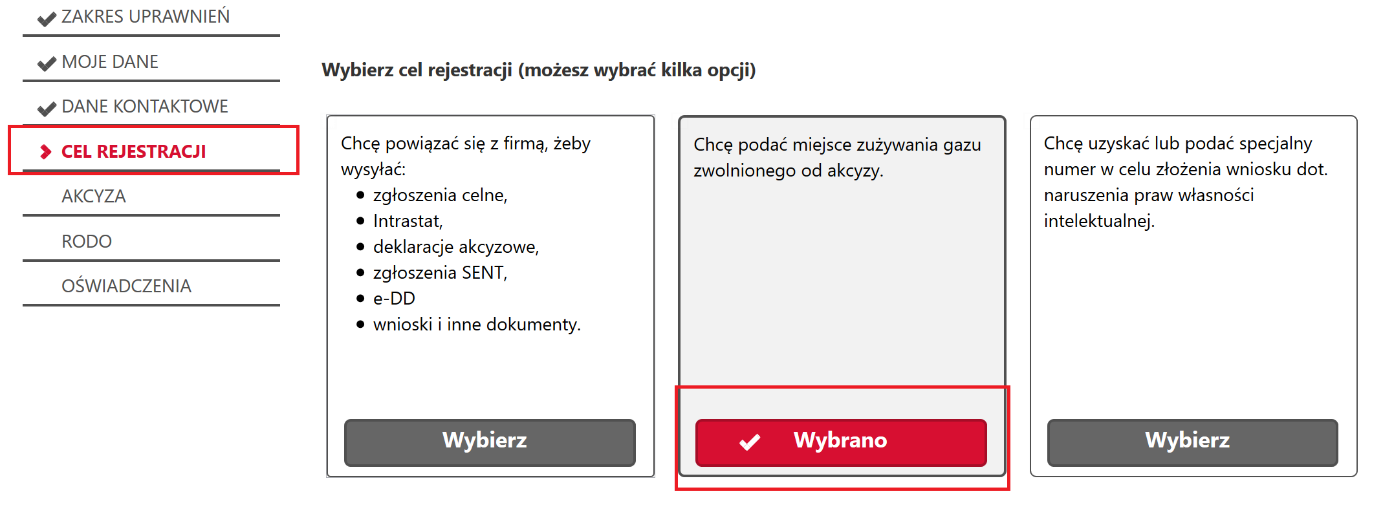 ZAKRES UPRAWNIEŃ
MOJE DANE
DANE KONTAKTOWE
CEL REJESTRACJI
AKCYZA
RODO
OŚWIADCZENIA
Wybierz cel rejestracji (możesz wybrać kilka opcji)
Chcę powiązać się z firmą, żeby
wysyłać:
• zgłoszenia celne,
• Intrastat,
• deklaracje akcyzowe,
• zgłoszenia SENT,
• e-DD
• wnioski i inne dokumenty.
Wybierz
Chcę podać miejsce zużywania gazu
zwolnionego od akcyzy.
Wybrano
Chcę uzyskać lub podać specjalny
numer w celu złożenia wniosku dot.
naruszenia praw własności
intelektualnej.
Wybierz